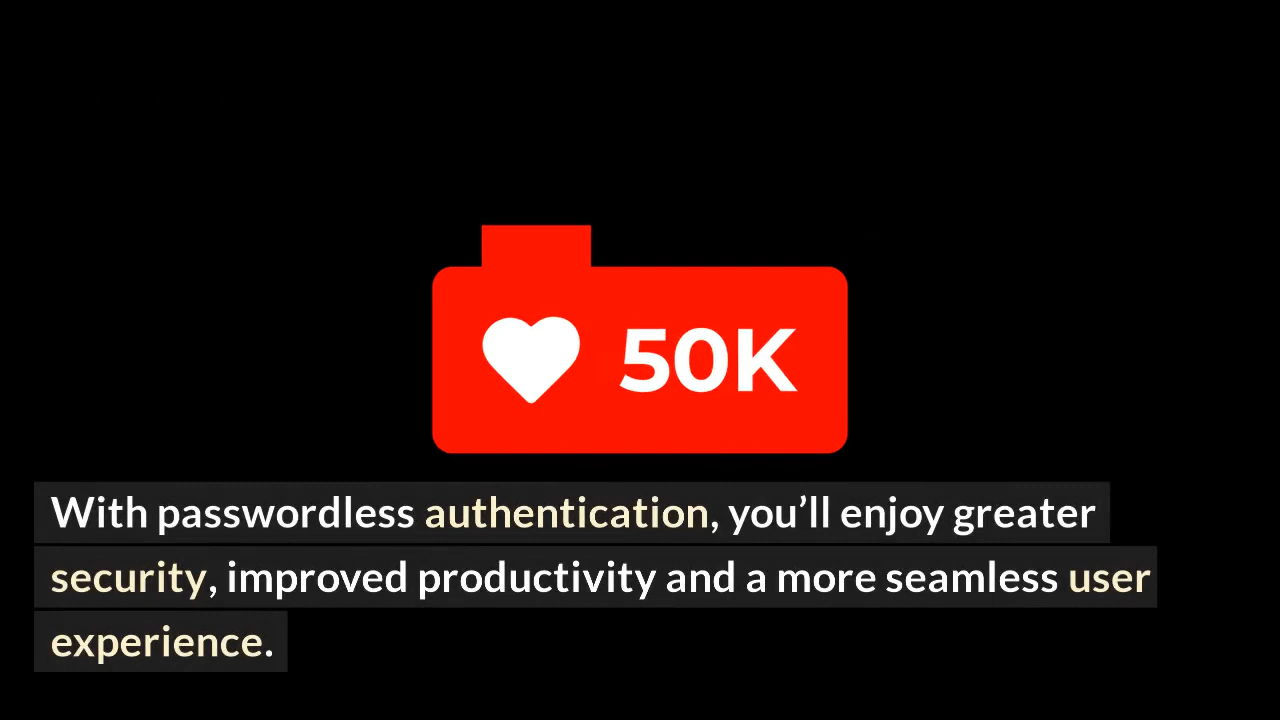 50K
With passwordless authentication, you’ll enjoy greater
security, improved productivity and a more seamless user
experience.